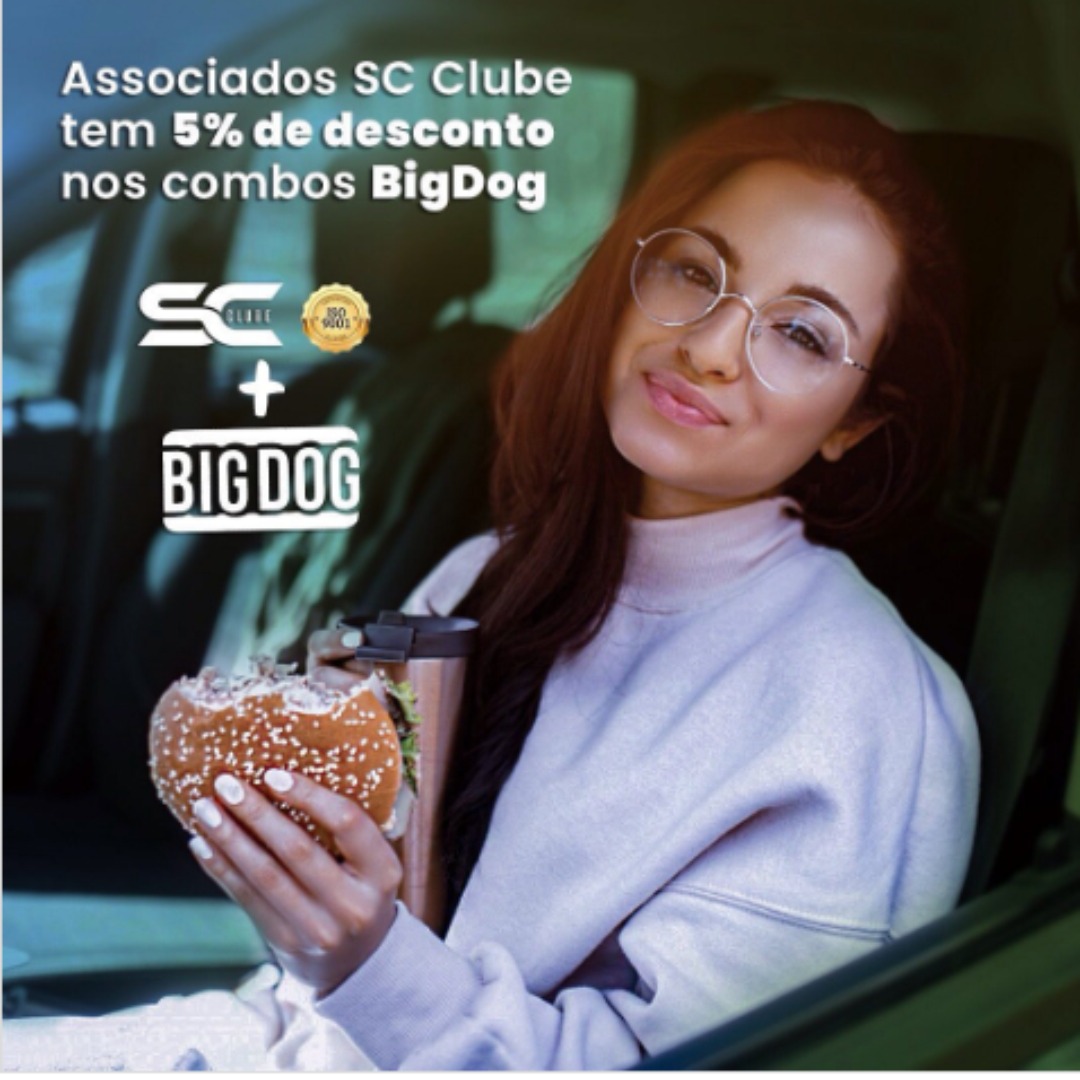 Associados SC Clube
tem 5% de desconto
nos combos BigDog
SC CLUBE
ISO
9001
+
BIG DOG